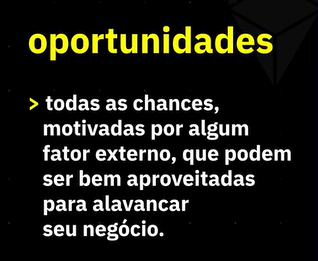 oportunidades
> todas as chances,
motivadas por algum
fator externo, que podem
ser bem aproveitadas
para alavancar
seu negócio.